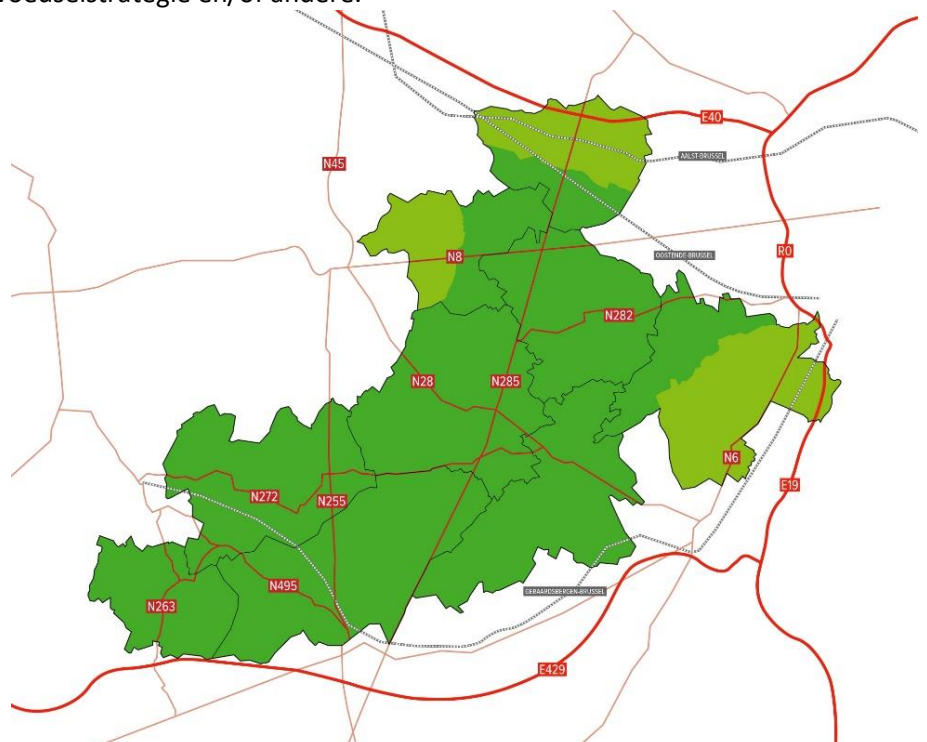 voedselstrategie en/of andere.
E40
AALST-BRUSSEL
N45
OOSTENDE-BRUSSEL
R0
N8
N282
N28
N285
N6
E19
N272
N255
N495
GERAARDSBERGEN-BRUSSEL
N263
E429